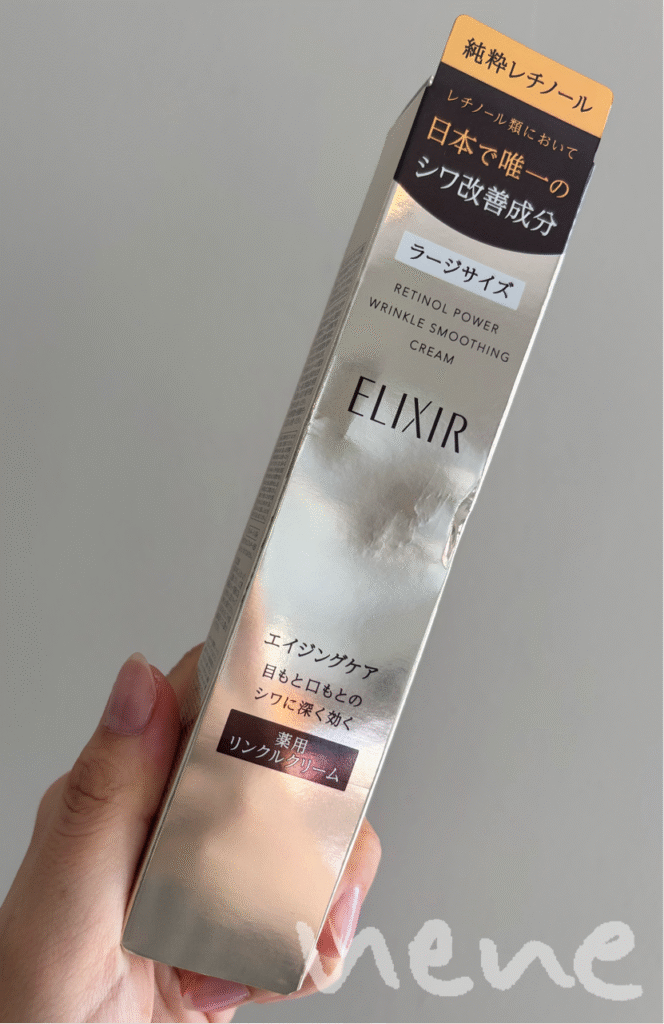 純粋レチノール
レチノール類において
日本で唯一の
シワ改善成分
ラージサイズ
RETINOL POWER
WRINKLE SMOOTHING
CREAM
ELIXIR
エイジングケア
目もと口もとの
シワに深く効く
薬用
リンクルクリーム
nene